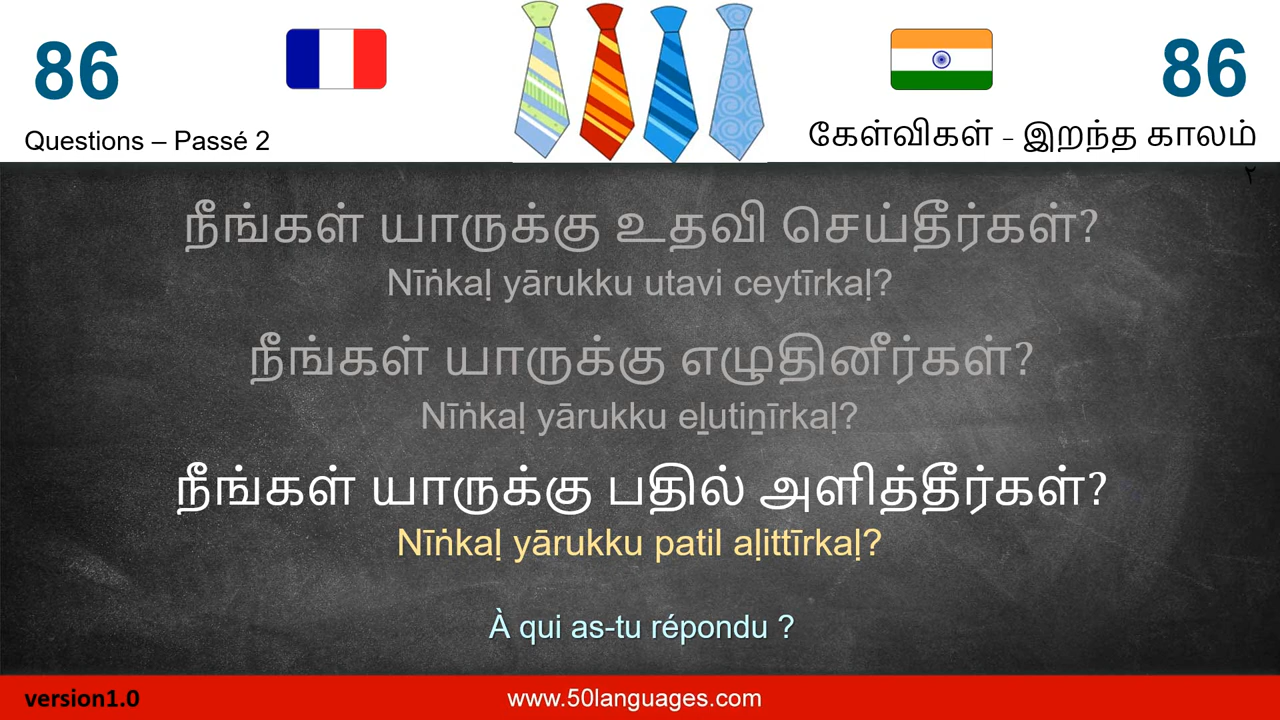 86
86
Questions – Passé 2
கேள்விகள் – இறந்த காலம்
٢
நீங்கள் யாருக்கு உதவி செய்தீர்கள்?
Nīṅkaḷ yārukku utavi ceytīrkaḷ?
நீங்கள் யாருக்கு எழுதினீர்கள்?
Nīṅkaḷ yārukku eḻutiṉīrkaḷ?
நீங்கள் யாருக்கு பதில் அளித்தீர்கள்?
Nīṅkaḷ yārukku patil aḷittīrkaḷ?
À qui as-tu répondu ?
version1.0
www.50languages.com